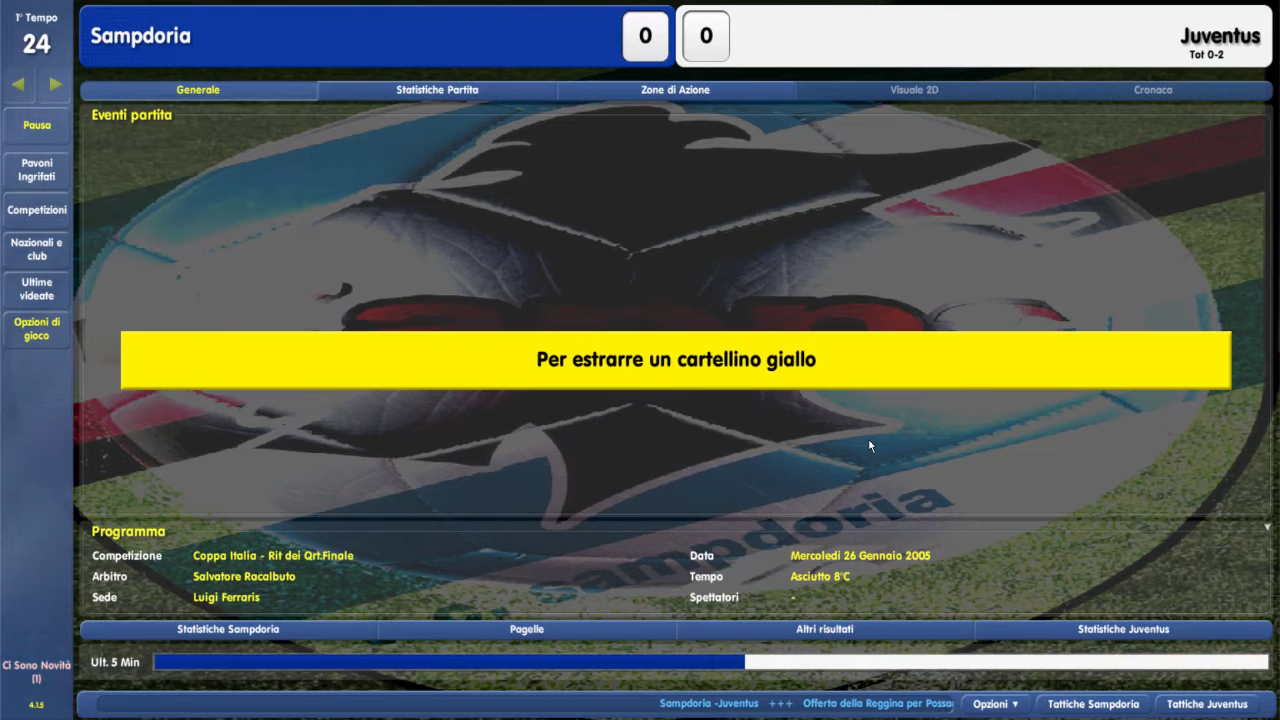 1° Tempo
24
Sampdoria
0
0
Juventus
Tot 0-2
Generale
Statistiche Partita
Zone di Azione
Visuale 2D
Cronaca
Pausa
Pavoni
Ingrifati
Competizioni
Nazionali e
club
Ultime
videate
Opzioni di
gioco
Eventi partita
Per estrarre un cartellino giallo
Sampdoria
Programma
Competizione Coppa Italia - Rit dei Qrt.Finale
Data Mercoledì 26 Gennaio 2005
Arbitro Salvatore Racalbuto
Tempo Asciutto 8°C
Sede Luigi Ferraris
Spettatori -
Statistiche Sampdoria
Pagelle
Altri risultati
Statistiche Juventus
Ult. 5 Min
Ci Sono Novità
(1)
4.1.5
Sampdoria -Juventus +++ Offerta della Reggina per
Opzioni ▼
Tattiche Sampdoria
Tattiche Juventus